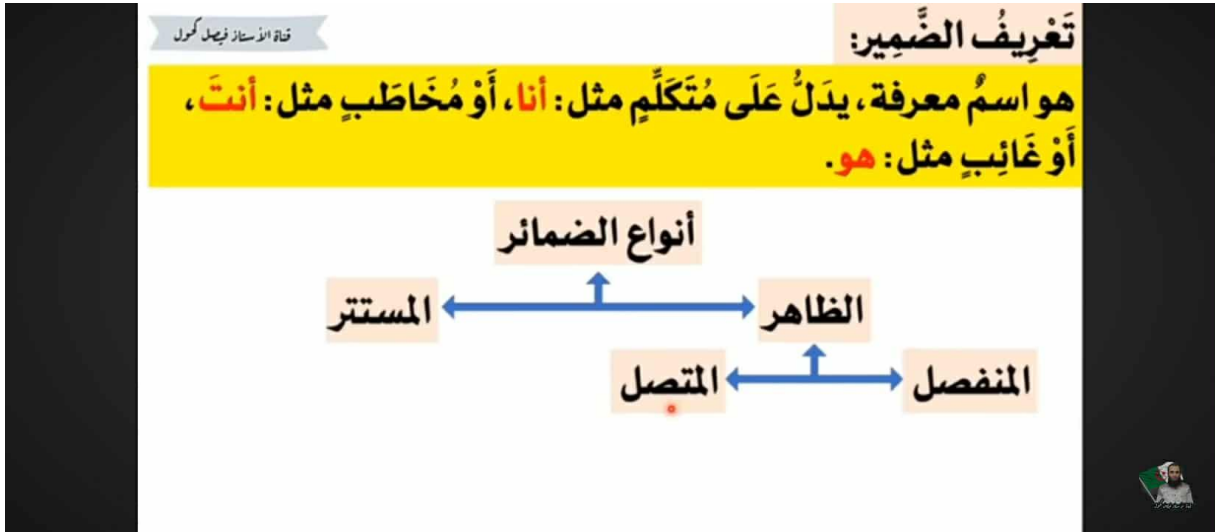 قناة الأستاذ فيصل كحول
تَعْرِيفُ الضَّمِير:
هو اسمٌ معرفة، يدَلُّ عَلَى مُتَكَلِّمٍ مثل: أنا، أَوْ مُخَاطَبٍ مثل: أنتَ،
أَوْ غَائِبٍ مثل: هو.
أنواع الضمائر
الظاهر
المستتر
المنفصل
المتصل